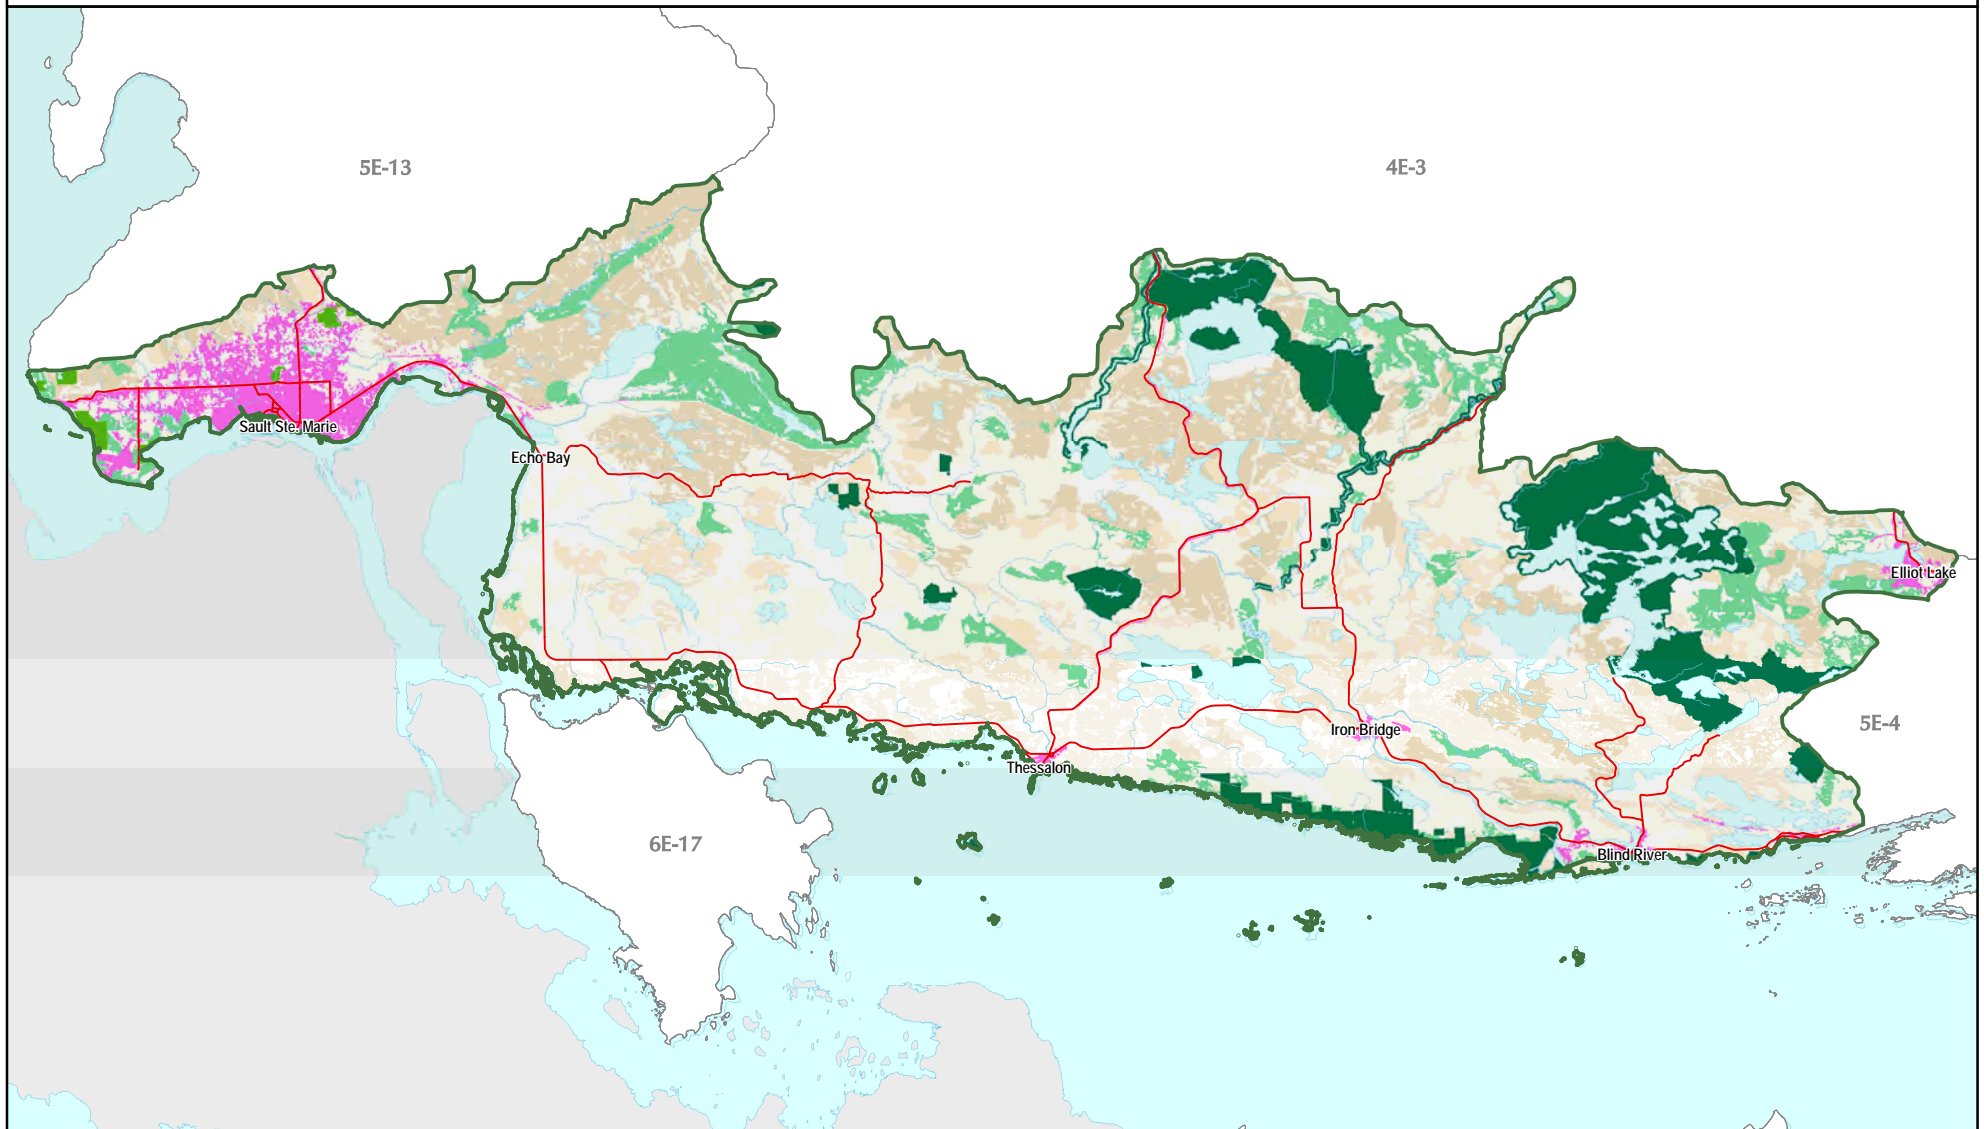 5E-13
4E-3
Sault Ste. Marie
Echo Bay
Elliot Lake
5E-4
Iron Bridge
Thessalon
6E-17
Blind River